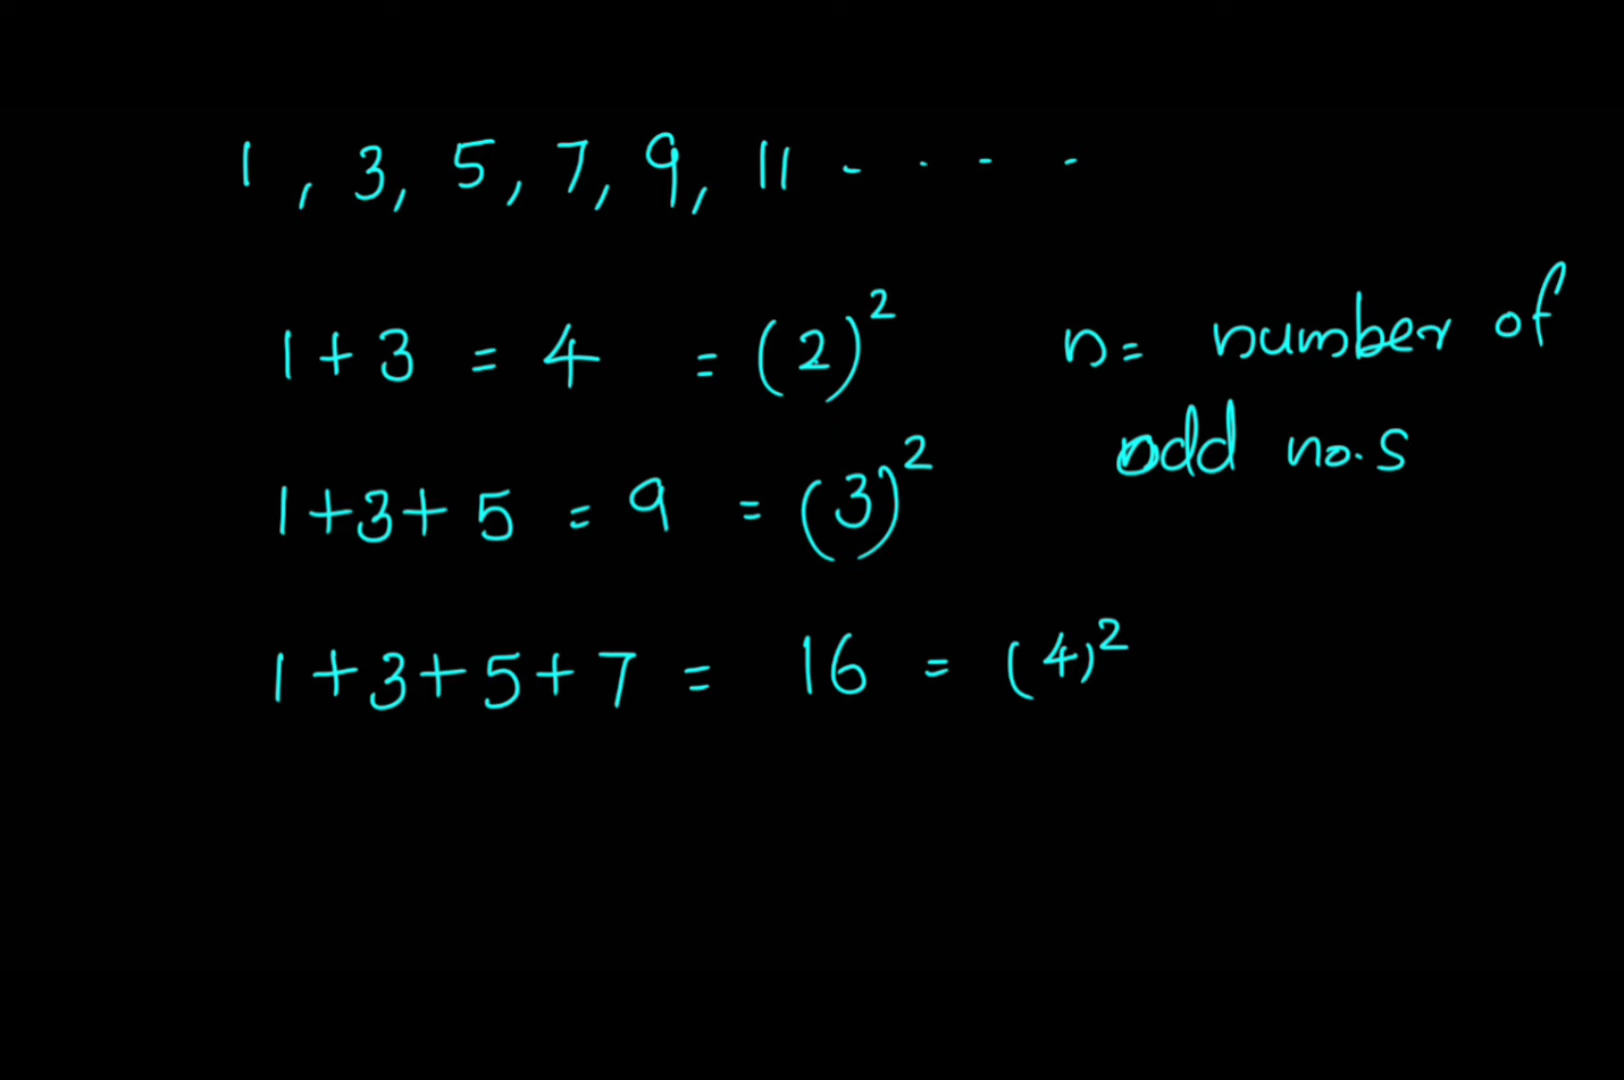 1, 3, 5, 7, 9, 11 - . - .
1+3 = 4 = (2)² n = number of
odd no.s
1+3+5 = 9 = (3)²
1+3+5+7 = 16 = (4)²